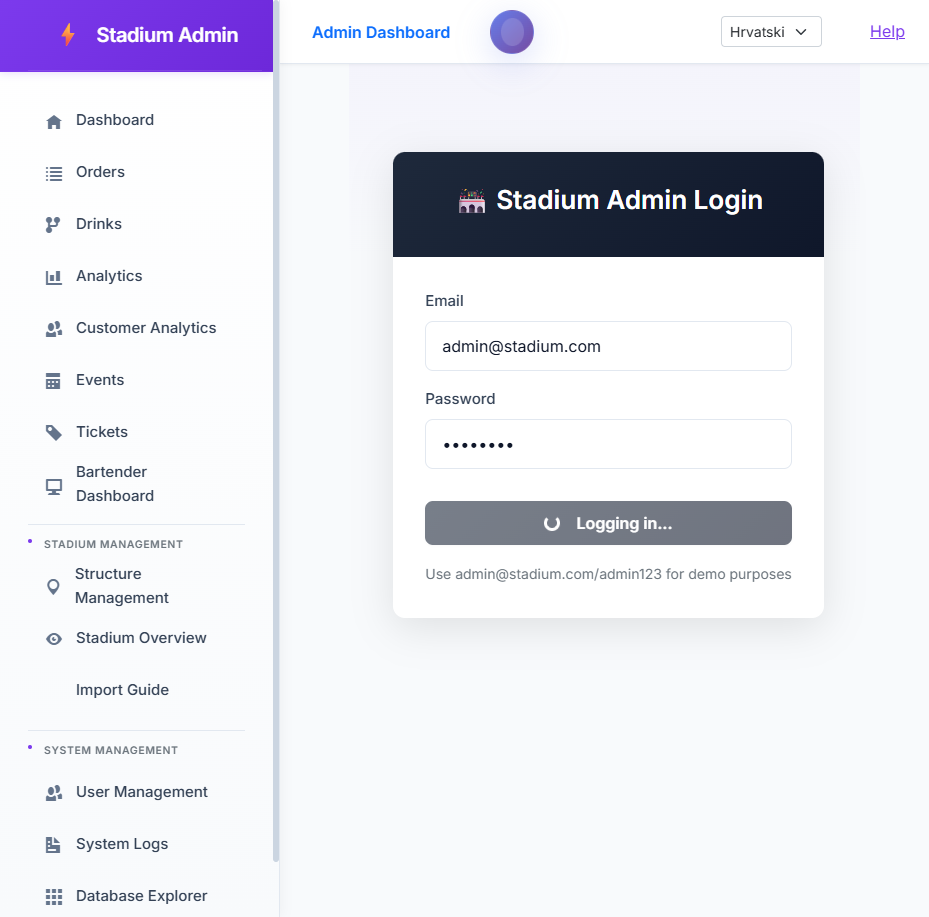 Stadium Admin
Admin Dashboard
Hrvatski
Help
Dashboard
Orders
Drinks
Analytics
Customer Analytics
Events
Tickets
Bartender
Dashboard
STADIUM MANAGEMENT
Structure
Management
Stadium Overview
Import Guide
SYSTEM MANAGEMENT
User Management
System Logs
Database Explorer
Stadium Admin Login
Email
admin@stadium.com
Password
••••••••
Logging in...
Use admin@stadium.com/admin123 for demo purposes